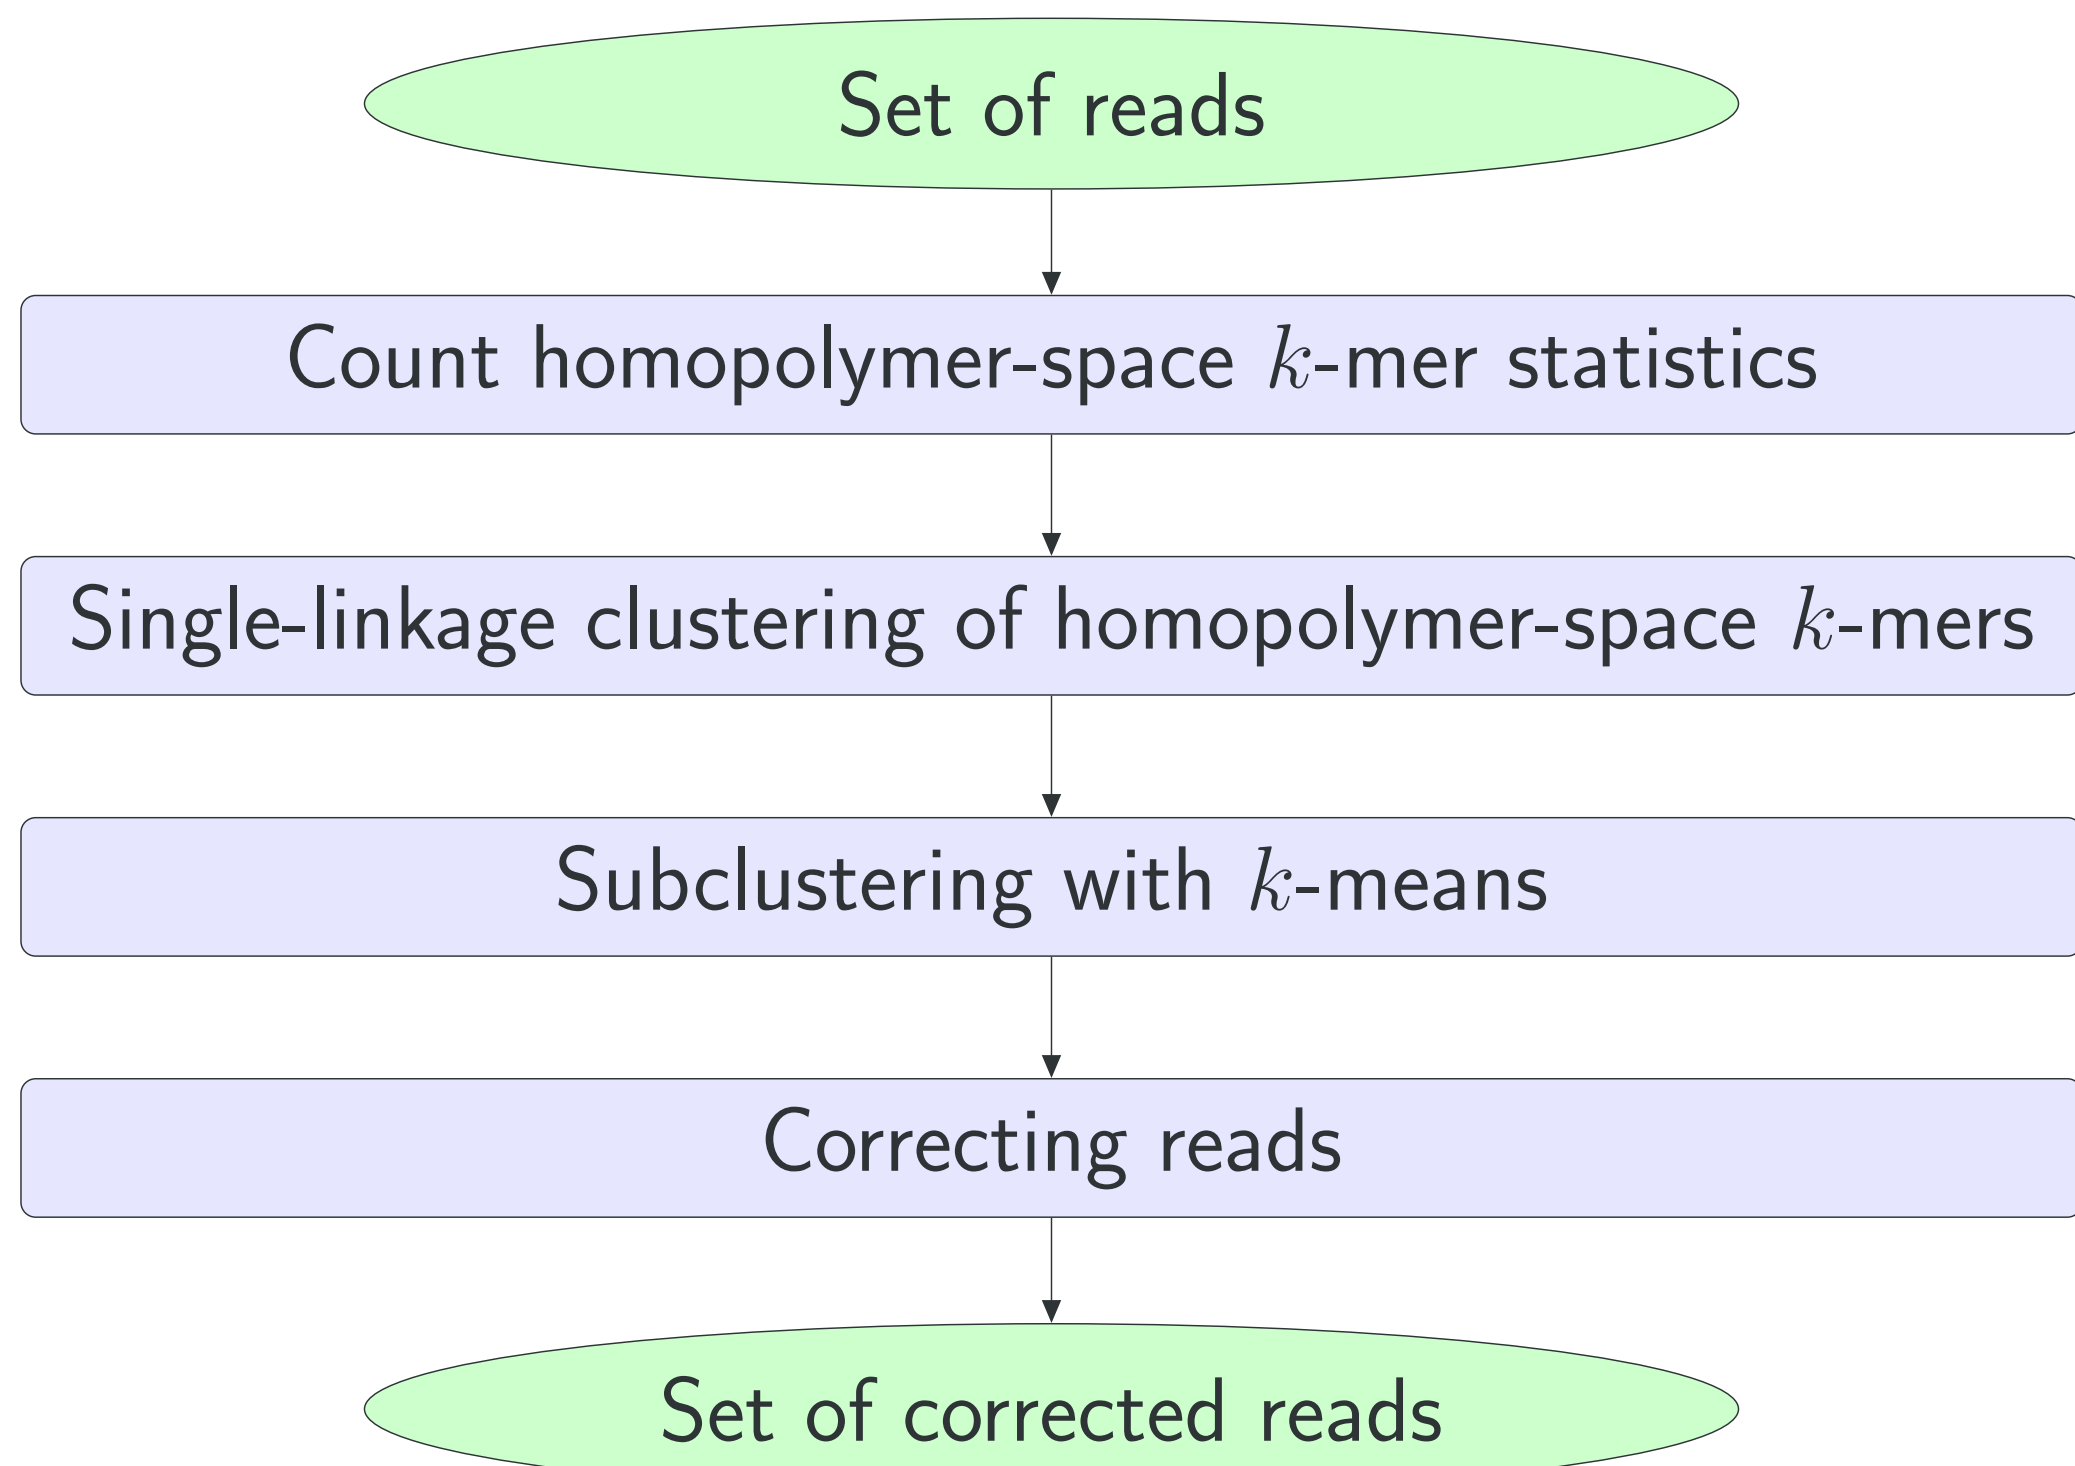 Set of reads
Count homopolymer-space k-mer statistics
Single-linkage clustering of homopolymer-space k-mers
Subclustering with k-means
Correcting reads
Set of corrected reads